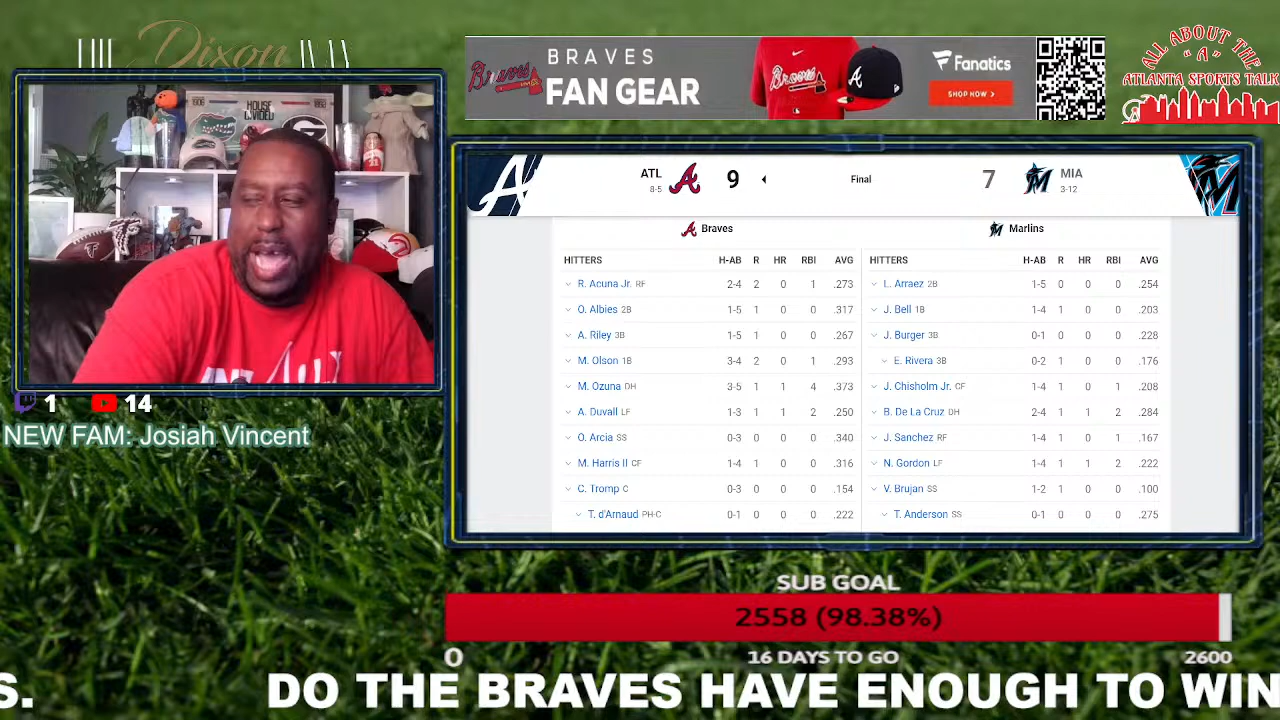 Dixon
BRAVES
FAN GEAR
Braves
Braves
Fanatics
SHOP NOW >
ALL ABOUT THE
"A"
ATLANTA SPORTS TALK
HOUSE
DIVIDED
ATL
8-5
9
Final
7
MIA
3-12
Braves
Marlins
HITTERS H-AB R HR RBI AVG
R. Acuna Jr. RF 2-4 2 0 1 .273
O. Albies 2B 1-5 1 0 0 .317
A. Riley 3B 1-5 1 0 0 .267
M. Olson 1B 3-4 2 0 1 .293
M. Ozuna DH 3-5 1 1 4 .373
A. Duvall LF 1-3 1 1 2 .250
O. Arcia SS 0-3 0 0 0 .340
M. Harris II CF 1-4 1 0 0 .316
C. Tromp C 0-3 0 0 0 .154
T. d'Arnaud PH-C 0-1 0 0 0 .222
HITTERS H-AB R HR RBI AVG
L. Arraez 2B 1-5 0 0 0 .254
J. Bell 1B 1-4 1 0 0 .203
J. Burger 3B 0-1 0 0 0 .228
E. Rivera 3B 0-2 1 0 0 .176
J. Chisholm Jr. CF 1-4 1 0 1 .208
B. De La Cruz DH 2-4 1 1 2 .284
J. Sanchez RF 1-4 1 0 1 .167
N. Gordon LF 1-4 1 1 2 .222
V. Brujan SS 1-2 1 0 0 .100
T. Anderson SS 0-1 0 0 0 .275
1 14
NEW FAM: Josiah Vincent
SUB GOAL
2558 (98.38%)
0 16 DAYS TO GO 2600
S. DO THE BRAVES HAVE ENOUGH TO WIN